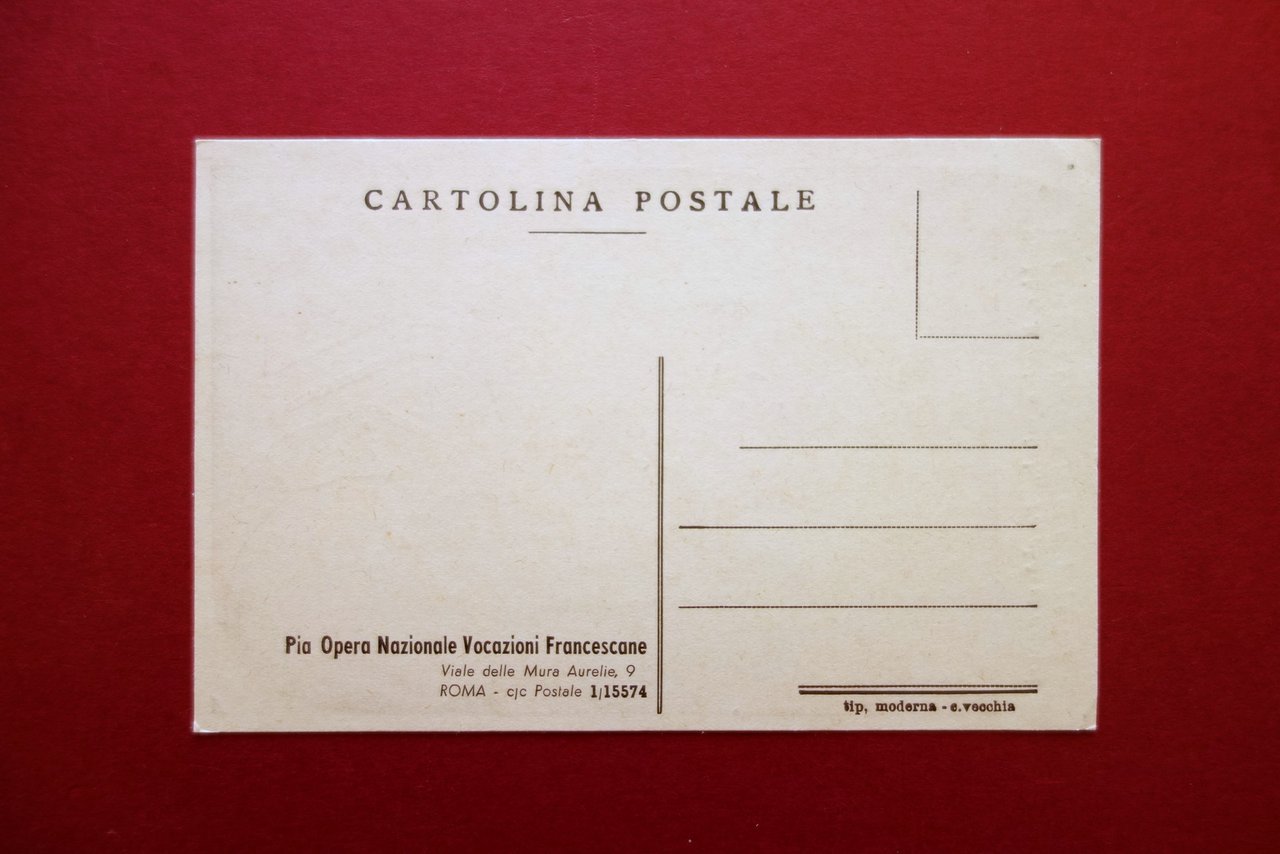 CARTOLINA POSTALE
Pia Opera Nazionale Vocazioni Francescane
Viale delle Mura Aurelie, 9
ROMA - c/c Postale 1/15574
tip, moderna - c.vecchia